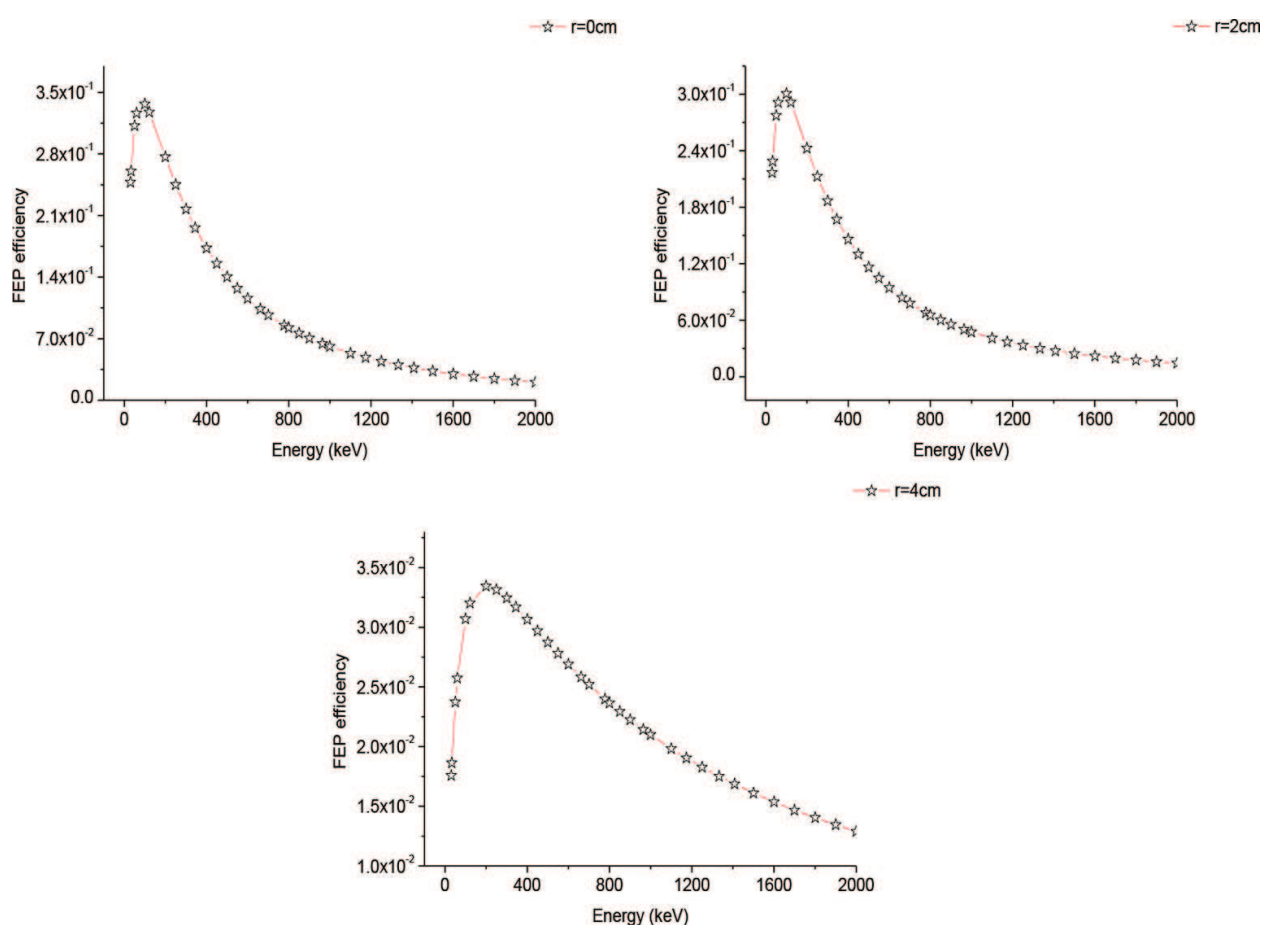 r=0cm
3.5x10⁻¹
2.8x10⁻¹
2.1x10⁻¹
1.4x10⁻¹
7.0x10⁻²
0.0
FEP efficiency
0 400 800 1200 1600 2000
Energy (keV)
r=2cm
3.0x10⁻¹
2.4x10⁻¹
1.8x10⁻¹
1.2x10⁻¹
6.0x10⁻²
0.0
FEP efficiency
0 400 800 1200 1600 2000
Energy (keV)
r=4cm
3.5x10⁻²
3.0x10⁻²
2.5x10⁻²
2.0x10⁻²
1.5x10⁻²
1.0x10⁻²
FEP efficiency
0 400 800 1200 1600 2000
Energy (keV)